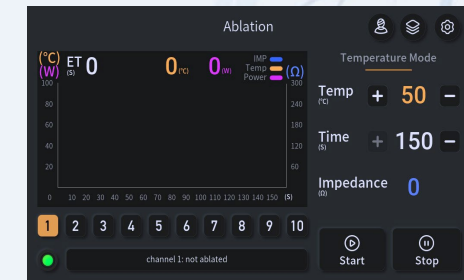 Ablation
(°C)
(W)
ET
(S)
0
0(℃)
0(W)
IMP
Temp
Power
(Ω)
100
80
60
40
20
300
240
180
120
60
0 10 20 30 40 50 60 70 80 90 100 110 120 130 140 150 (S)
1 2 3 4 5 6 7 8 9 10
channel 1: not ablated
Temperature Mode
Temp
(℃)
+ 50 −
Time
(S)
+ 150 −
Impedance
(Ω)
0
Start
Stop